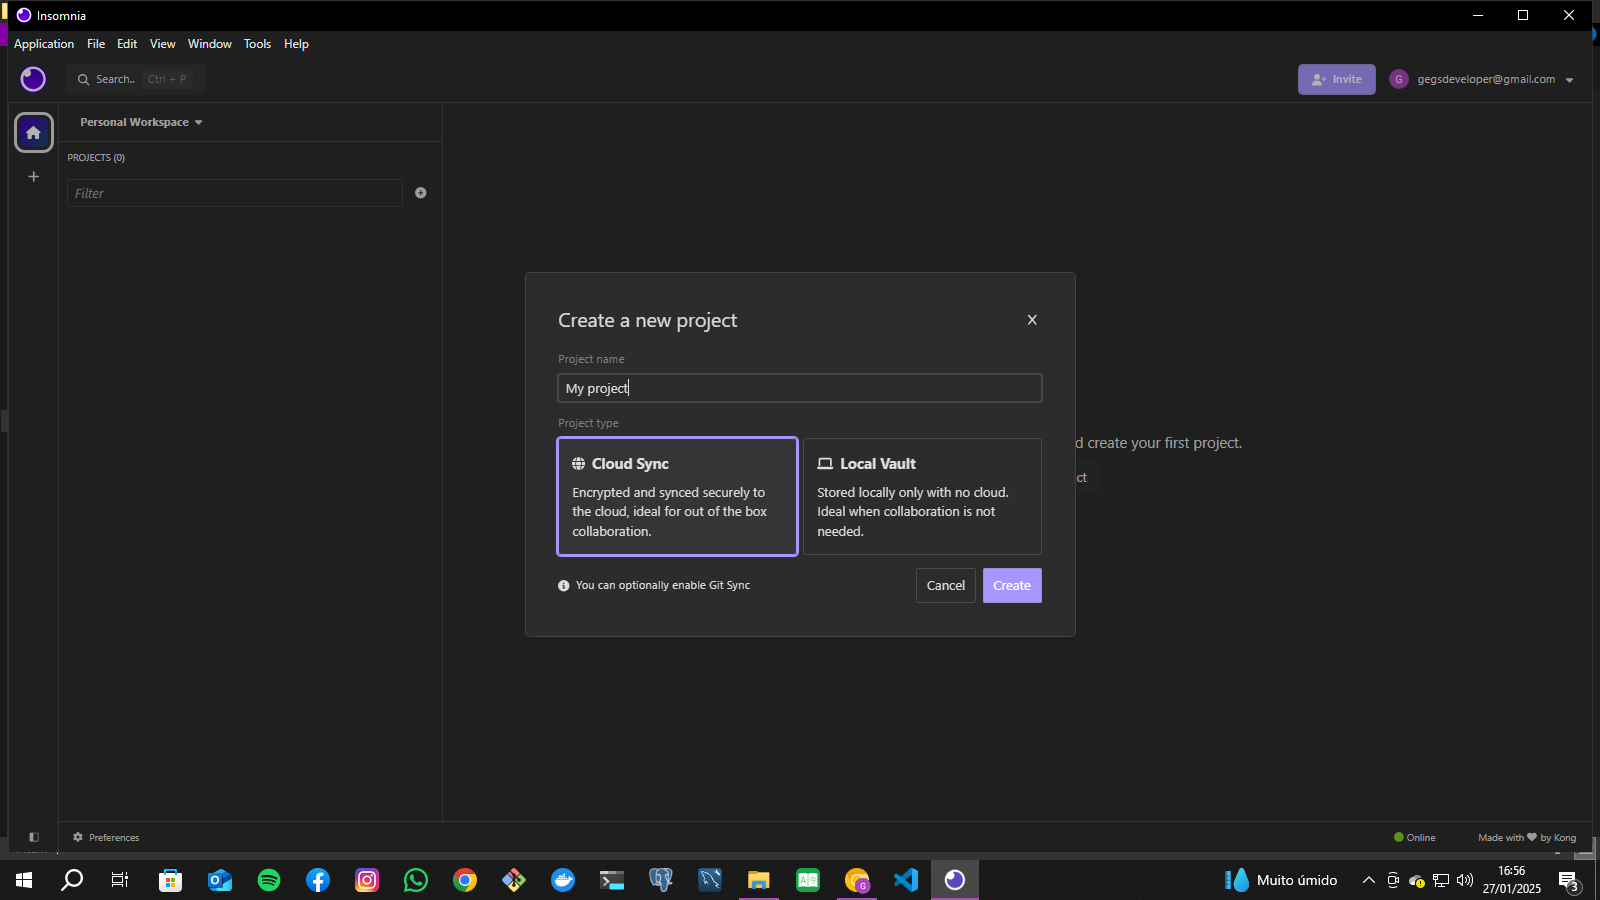 Insomnia
Application File Edit View Window Tools Help
Search.. Ctrl + P
Invite
G
gegsdeveloper@gmail.com
Personal Workspace
PROJECTS (0)
Filter
Create a new project
Project name
My project
Project type
Cloud Sync
Encrypted and synced securely to
the cloud, ideal for out of the box
collaboration.
Local Vault
Stored locally only with no cloud.
Ideal when collaboration is not
needed.
d create your first project.
ct
You can optionally enable Git Sync
Cancel
Create
Preferences
Online
Made with by Kong
Muito úmido
16:56
27/01/2025
3